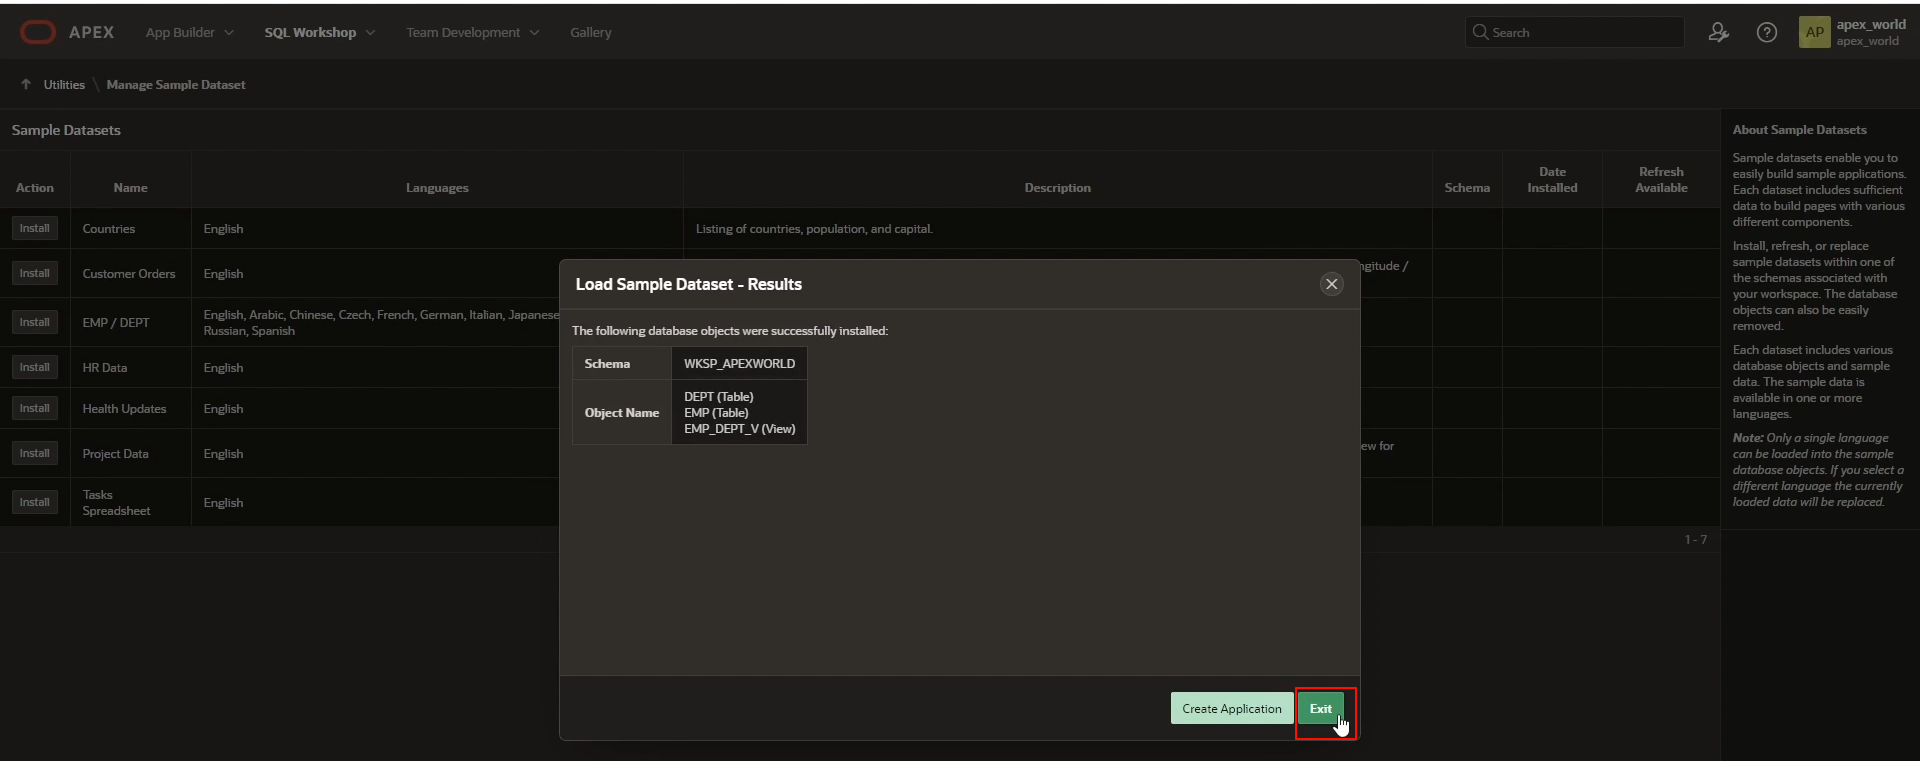 APEX
App Builder
SQL Workshop
Team Development
Gallery
Search
AP
apex_world
apex_world
Utilities \ Manage Sample Dataset
Sample Datasets
Action
Name
Languages
Description
Schema
Date
Installed
Refresh
Available
Install
Countries
English
Listing of countries, population, and capital.
Install
Customer Orders
English
ngitude /
Install
EMP / DEPT
English, Arabic, Chinese, Czech, French, German, Italian, Japanese
Russian, Spanish
Install
HR Data
English
Install
Health Updates
English
Install
Project Data
English
ew for
Install
Tasks
Spreadsheet
English
1 - 7
Load Sample Dataset - Results
The following database objects were successfully installed:
Schema
WKSP_APEXWORLD
Object Name
DEPT (Table)
EMP (Table)
EMP_DEPT_V (View)
Create Application
Exit
About Sample Datasets
Sample datasets enable you to
easily build sample applications.
Each dataset includes sufficient
data to build pages with various
different components.
Install, refresh, or replace
sample datasets within one of
the schemas associated with
your workspace. The database
objects can also be easily
removed.
Each dataset includes various
database objects and sample
data. The sample data is
available in one or more
languages.
Note: Only a single language
can be loaded into the sample
database objects. If you select a
different language the currently
loaded data will be replaced.